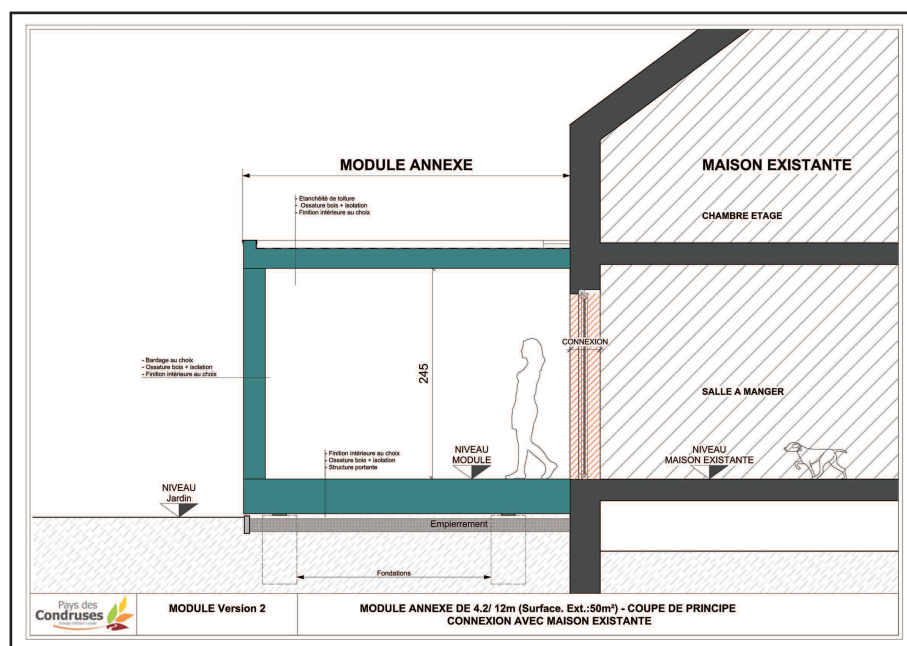 MODULE ANNEXE
MAISON EXISTANTE
- Etanchéité de toiture
- Ossature bois + isolation
- Finition intérieure au choix
CHAMBRE ETAGE
CONNEXION
- Bardage au choix
- Ossature bois + isolation
- Finition intérieure au choix
245
SALLE A MANGER
- Finition intérieure au choix
- Ossature bois + isolation
- Structure portante
NIVEAU
MODULE
NIVEAU
MAISON EXISTANTE
NIVEAU
Jardin
Empierrement
Fondations
Pays des
Condruses
MODULE Version 2
MODULE ANNEXE DE 4.2/ 12m (Surface. Ext.:50m²) - COUPE DE PRINCIPE
CONNEXION AVEC MAISON EXISTANTE